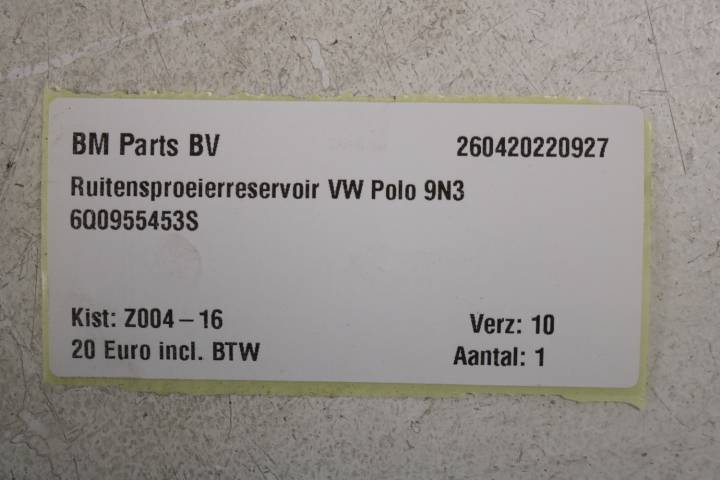 BM Parts BV 260420220927
Ruitensproeierreservoir VW Polo 9N3
6Q0955453S
Kist: Z004-16 Verz: 10
20 Euro incl. BTW Aantal: 1